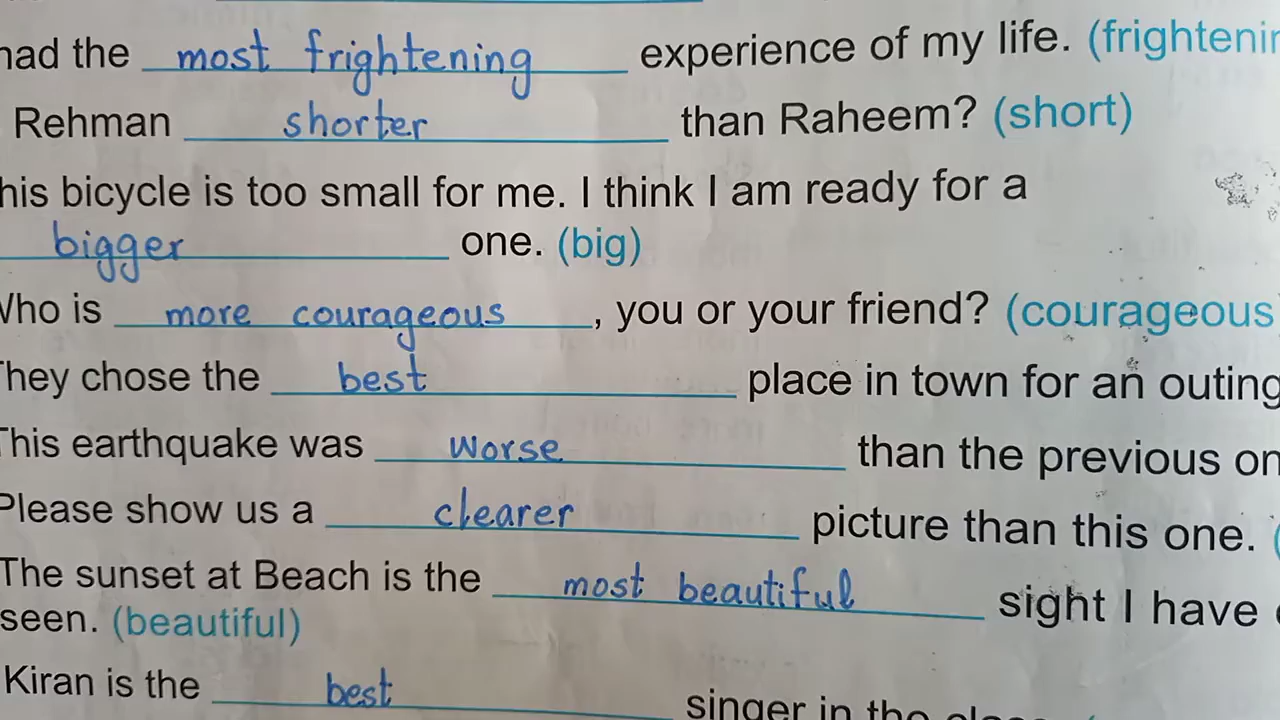 had the most frightening experience of my life. (frightenin
Rehman shorter than Raheem? (short)
his bicycle is too small for me. I think I am ready for a
bigger one. (big)
Who is more courageous, you or your friend? (courageous
They chose the best place in town for an outing
This earthquake was worse than the previous on
Please show us a clearer picture than this one. (
The sunset at Beach is the most beautiful sight I have
seen. (beautiful)
Kiran is the best singer in the class.